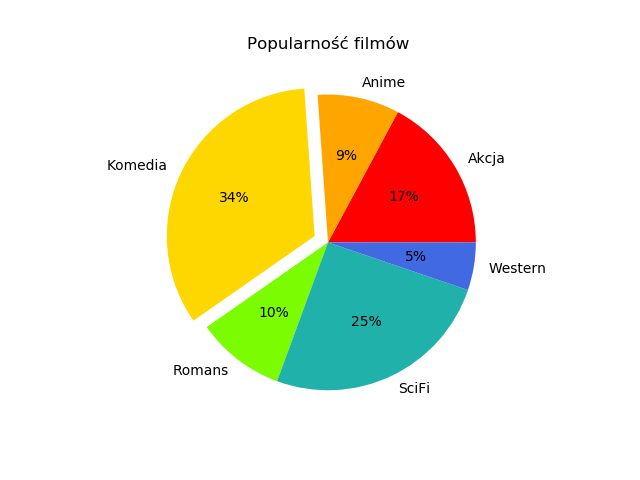 Popularność filmów
Anime
9%
Akcja
17%
Komedia
34%
5%
Western
10%
Romans
25%
SciFi